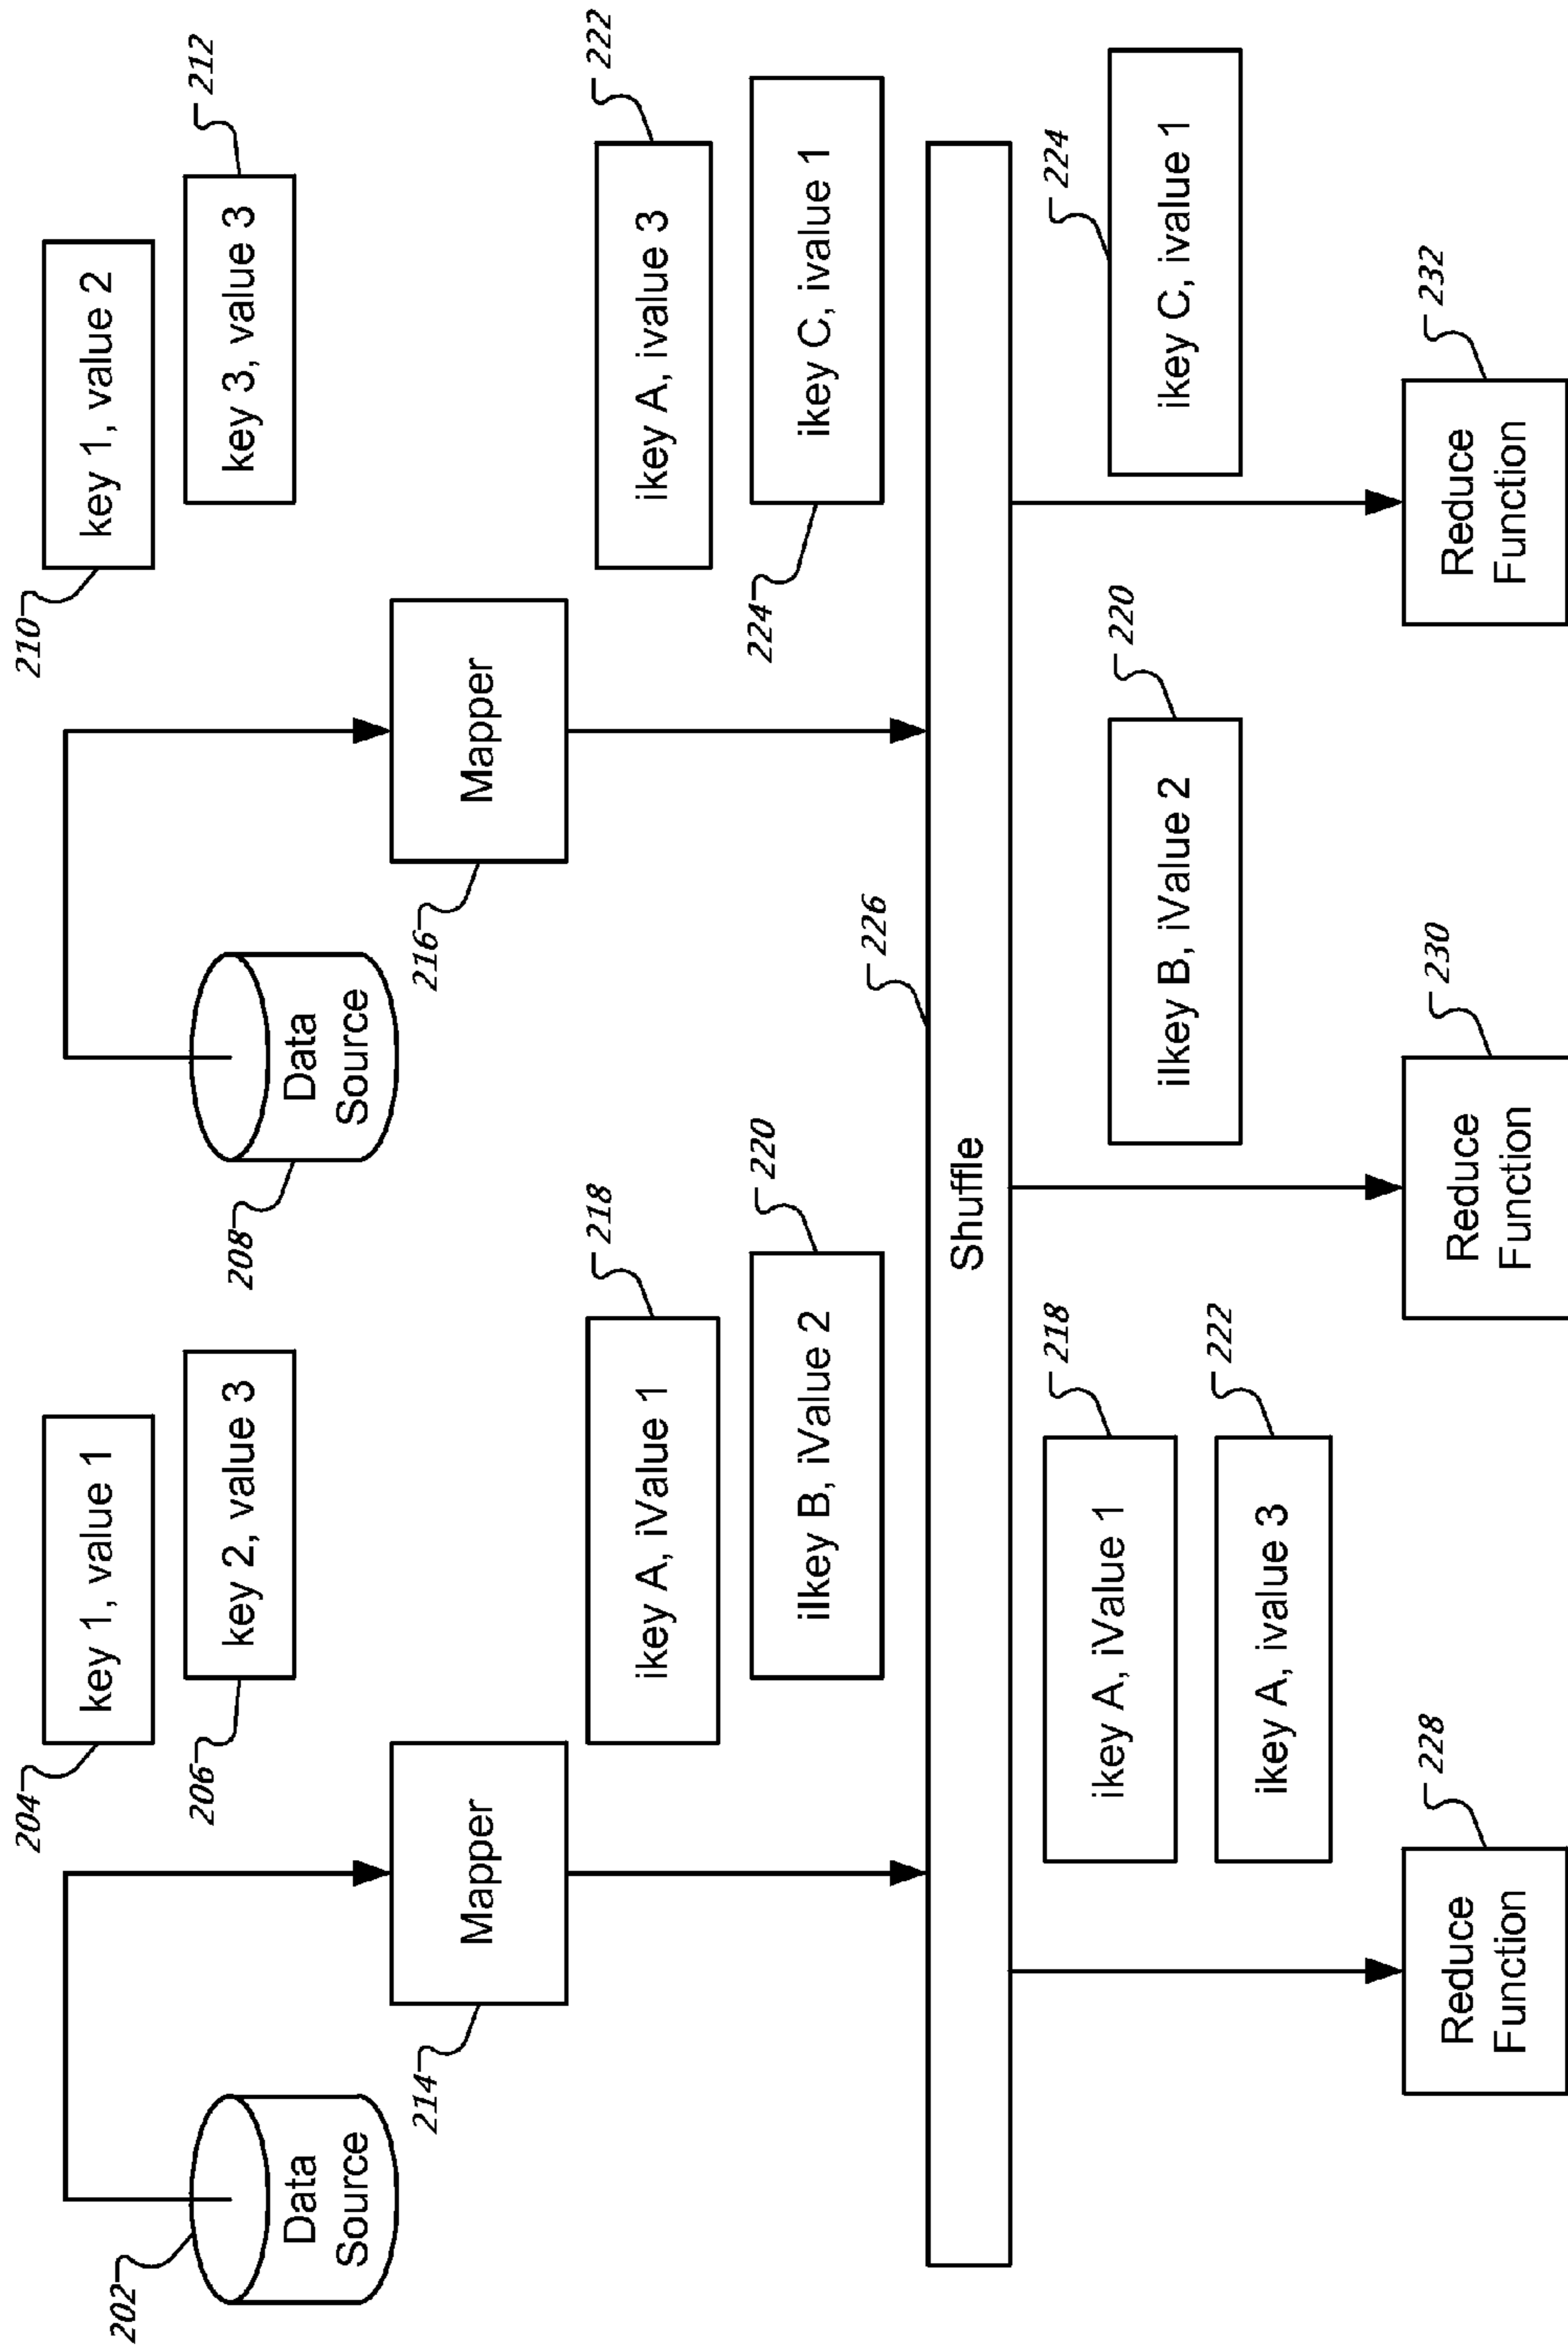 204
key 1, value 1
210
key 1, value 2
206
key 2, value 3
key 3, value 3
212
202
Data
Source
208
Data
Source
214
Mapper
216
Mapper
ikey A, iValue 1
218
ikey A, ivalue 3
222
iIkey B, iValue 2
220
224
ikey C, ivalue 1
226
Shuffle
ikey A, iValue 1
218
iIkey B, iValue 2
220
ikey C, ivalue 1
224
ikey A, ivalue 3
222
Reduce
Function
228
Reduce
Function
230
Reduce
Function
232